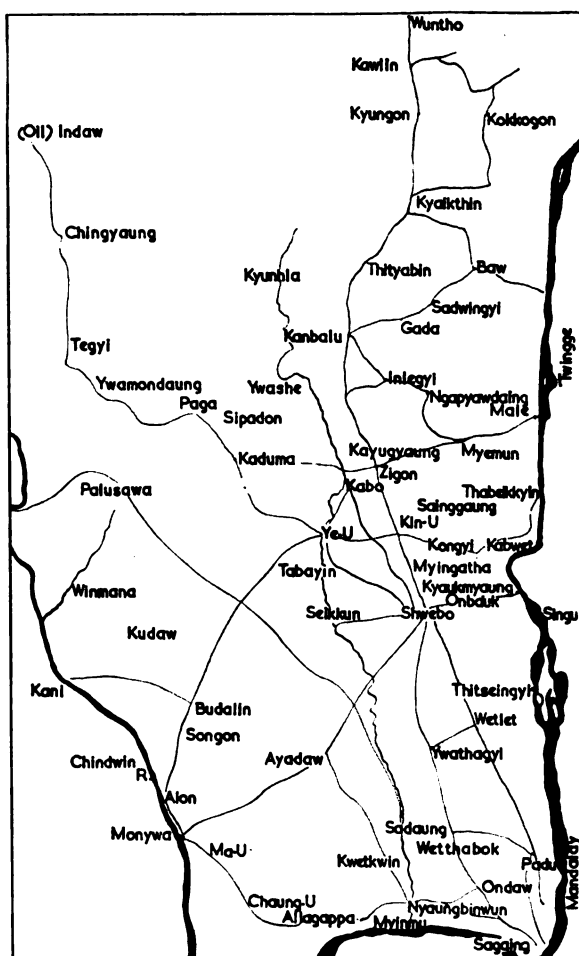 Wuntho
Kawlin
Kyungon
Kokkogon
(Oil) Indaw
Kyaikthin
Chingyaung
Thityabin
Baw
Kyunhla
Sadwingyi
Gada
Kanbalu
Twingge
Tegyi
Ywamondaung
Ywashe
Inlegyi
Ngapyawdaing
Male
Paga
Sipadon
Kaduma
Kayugyaung
Myemun
Zigon
Palusawa
Kabo
Thabeikkyin
Sainggaung
Kin-U
Ye-U
Kongyi
Kabwet
Tabayin
Myingatha
Kyaukmyaung
Winmana
Onbauk
Seikkun
Shwebo
Singu
Kudaw
Kani
Thitseingyi
Budalin
Wetlet
Songon
Ywathagyi
Chindwin
R.
Ayadaw
Alon
Monywa
Sadaung
Ma-U
Wetthabok
Kwetkwin
Padu
Mandalay
Ondaw
Chaung-U
Nyaungbinwun
Allagappa
Myinmu
Sagaing